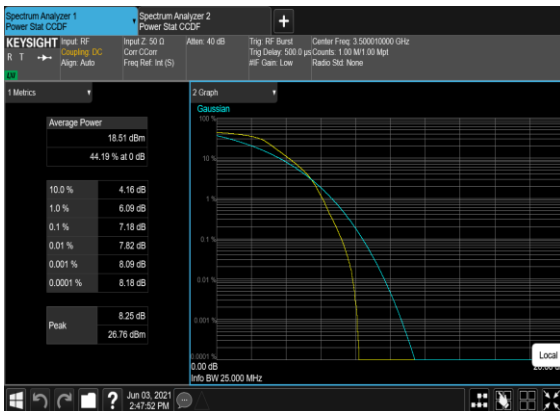 Spectrum Analyzer 1
Power Stat CCDF
Spectrum Analyzer 2
Power Stat CCDF
+
KEYSIGHT
R T
LV
Input: RF
Coupling: DC
Align: Auto
Input Z: 50 Ω
Corr CCorr
Freq Ref: Int (S)
Atten: 40 dB
Trig: RF Burst
Trig Delay: 500.0 µs
#IF Gain: Low
Center Freq: 3.500010000 GHz
Counts: 1.00 M/1.00 Mpt
Radio Std: None
1 Metrics
Average Power
18.51 dBm
44.19 % at 0 dB
10.0 % 4.16 dB
1.0 % 6.09 dB
0.1 % 7.18 dB
0.01 % 7.82 dB
0.001 % 8.09 dB
0.0001 % 8.18 dB
Peak
8.25 dB
26.76 dBm
2 Graph
Gaussian
100 %
10 %
1 %
0.1 %
0.01 %
0.001 %
0.0001 %
0.00 dB
Info BW 25.000 MHz
Local
?
Jun 03, 2021
2:47:52 PM